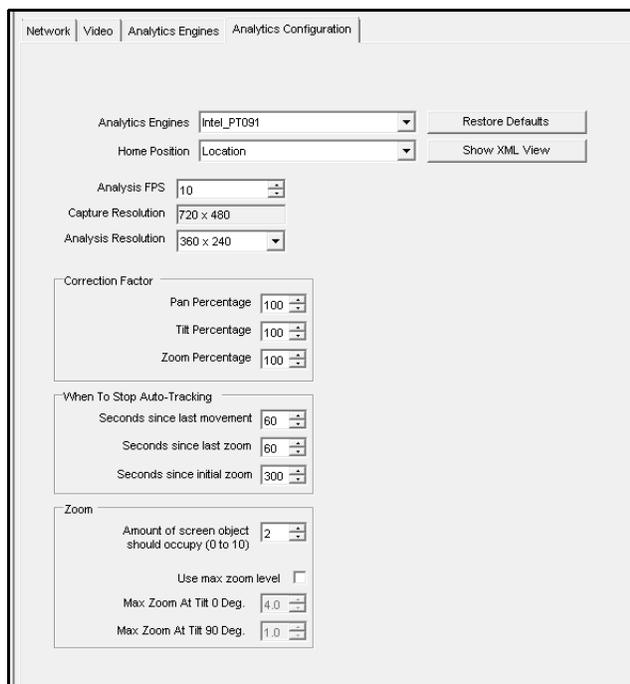 Network Video Analytics Engines Analytics Configuration
Analytics Engines Intel_PT091 Restore Defaults
Home Position Location Show XML View
Analysis FPS 10
Capture Resolution 720 x 480
Analysis Resolution 360 x 240
Correction Factor
Pan Percentage 100
Tilt Percentage 100
Zoom Percentage 100
When To Stop Auto-Tracking
Seconds since last movement 60
Seconds since last zoom 60
Seconds since initial zoom 300
Zoom
Amount of screen object
should occupy (0 to 10) 2
Use max zoom level
Max Zoom At Tilt 0 Deg. 4.0
Max Zoom At Tilt 90 Deg. 1.0